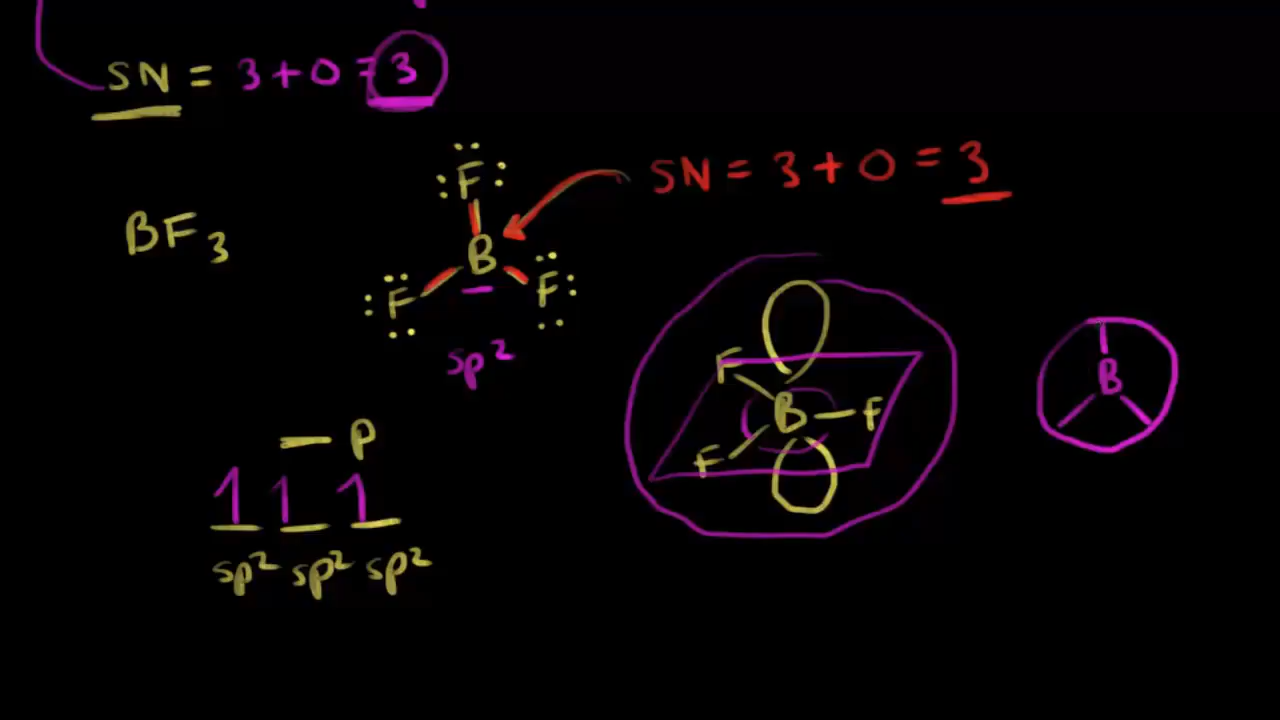 SN = 3 + 0 = 3
SN = 3 + 0 = 3
BF₃
F
B
F F
sp²
F
B F
F
B
p
1 1 1
sp² sp² sp²